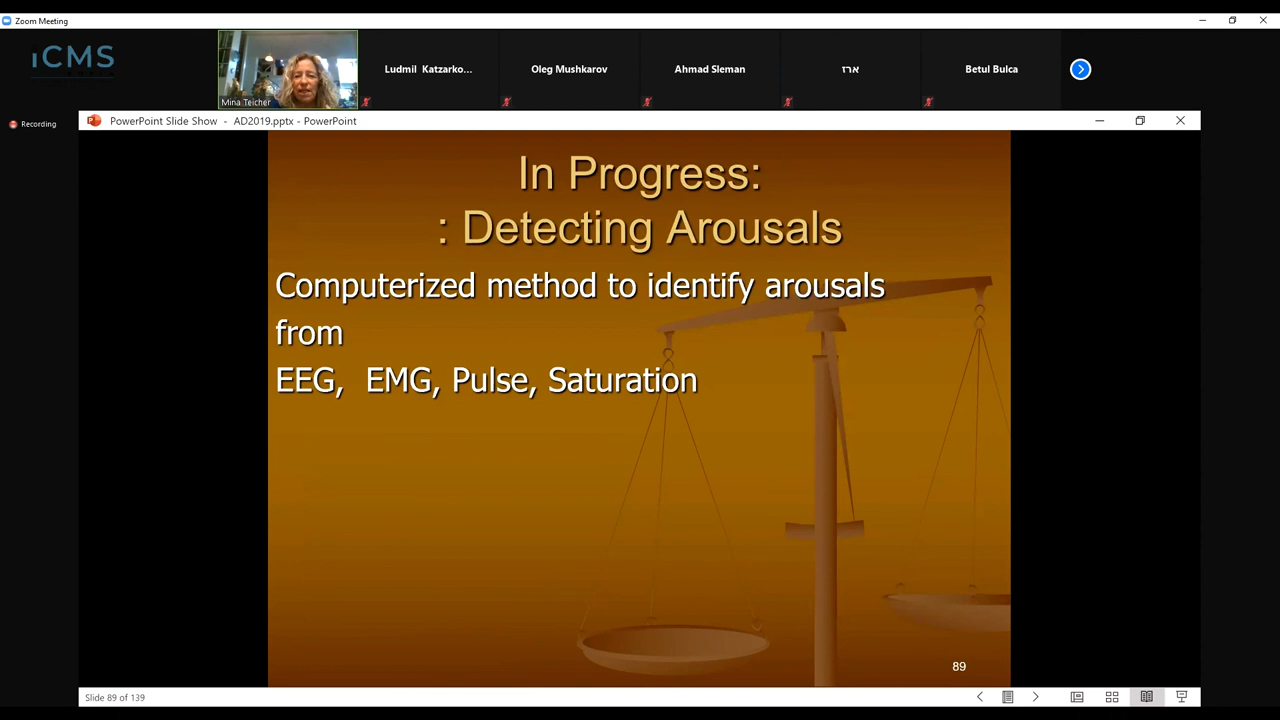 Zoom Meeting
iCMS
Mina Teicher
Ludmil Katzarko...
Oleg Mushkarov
Ahmad Sleman
ארז
Betul Bulca
Recording
PowerPoint Slide Show - AD2019.pptx - PowerPoint
In Progress:
: Detecting Arousals
Computerized method to identify arousals
from
EEG, EMG, Pulse, Saturation
89
Slide 89 of 139